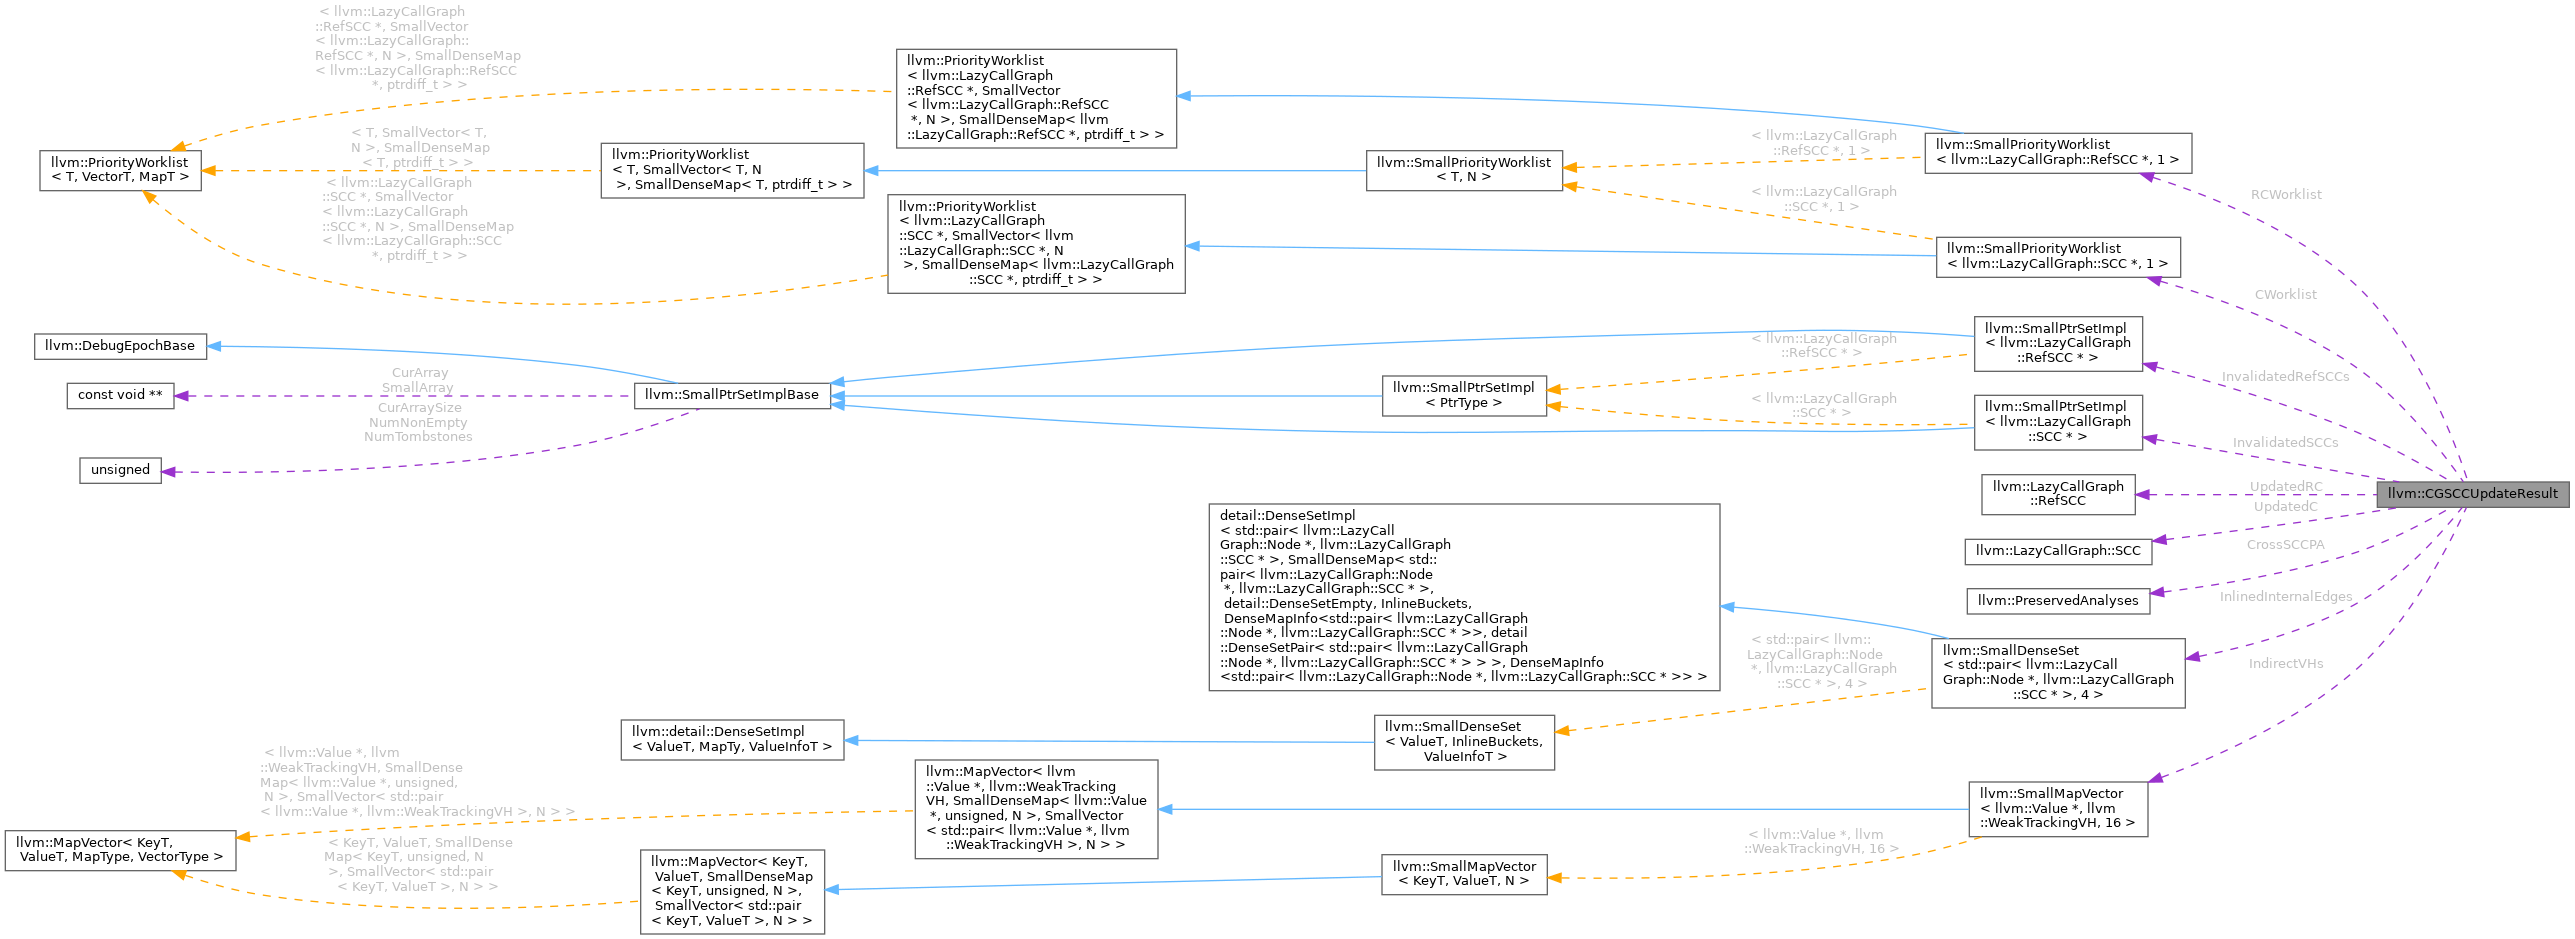 < llvm::LazyCallGraph
::RefSCC *, SmallVector
< llvm::LazyCallGraph::
RefSCC *, N >, SmallDenseMap
< llvm::LazyCallGraph::RefSCC
*, ptrdiff_t > >
llvm::PriorityWorklist
< llvm::LazyCallGraph
::RefSCC *, SmallVector
< llvm::LazyCallGraph::RefSCC
*, N >, SmallDenseMap< llvm
::LazyCallGraph::RefSCC *, ptrdiff_t > >
llvm::PriorityWorklist
< T, VectorT, MapT >
< T, SmallVector< T,
N >, SmallDenseMap
< T, ptrdiff_t > >
llvm::PriorityWorklist
< T, SmallVector< T, N
>, SmallDenseMap< T, ptrdiff_t > >
llvm::SmallPriorityWorklist
< T, N >
< llvm::LazyCallGraph
::RefSCC *, 1 >
llvm::SmallPriorityWorklist
< llvm::LazyCallGraph::RefSCC *, 1 >
RCWorklist
< llvm::LazyCallGraph
::SCC *, SmallVector
< llvm::LazyCallGraph
::SCC *, N >, SmallDenseMap
< llvm::LazyCallGraph::SCC
*, ptrdiff_t > >
llvm::PriorityWorklist
< llvm::LazyCallGraph
::SCC *, SmallVector< llvm
::LazyCallGraph::SCC *, N
>, SmallDenseMap< llvm::LazyCallGraph
::SCC *, ptrdiff_t > >
< llvm::LazyCallGraph
::SCC *, 1 >
llvm::SmallPriorityWorklist
< llvm::LazyCallGraph::SCC *, 1 >
CWorklist
llvm::DebugEpochBase
const void **
CurArray
SmallArray
CurArraySize
NumNonEmpty
NumTombstones
unsigned
llvm::SmallPtrSetImplBase
llvm::SmallPtrSetImpl
< PtrType >
< llvm::LazyCallGraph
::RefSCC * >
< llvm::LazyCallGraph
::SCC * >
llvm::SmallPtrSetImpl
< llvm::LazyCallGraph
::RefSCC * >
InvalidatedRefSCCs
llvm::SmallPtrSetImpl
< llvm::LazyCallGraph
::SCC * >
InvalidatedSCCs
llvm::LazyCallGraph
::RefSCC
UpdatedRC
llvm::CGSCCUpdateResult
UpdatedC
llvm::LazyCallGraph::SCC
CrossSCCPA
llvm::PreservedAnalyses
InlinedInternalEdges
detail::DenseSetImpl
< std::pair< llvm::LazyCall
Graph::Node *, llvm::LazyCallGraph
::SCC * >, SmallDenseMap< std::
pair< llvm::LazyCallGraph::Node
*, llvm::LazyCallGraph::SCC * >,
detail::DenseSetEmpty, InlineBuckets,
DenseMapInfo<std::pair< llvm::LazyCallGraph
::Node *, llvm::LazyCallGraph::SCC * >>, detail
::DenseSetPair< std::pair< llvm::LazyCallGraph
::Node *, llvm::LazyCallGraph::SCC * > > >, DenseMapInfo
<std::pair< llvm::LazyCallGraph::Node *, llvm::LazyCallGraph::SCC * >> >
< std::pair< llvm::
LazyCallGraph::Node
*, llvm::LazyCallGraph
::SCC * >, 4 >
llvm::SmallDenseSet
< std::pair< llvm::LazyCall
Graph::Node *, llvm::LazyCallGraph
::SCC * >, 4 >
IndirectVHs
llvm::detail::DenseSetImpl
< ValueT, MapTy, ValueInfoT >
llvm::SmallDenseSet
< ValueT, InlineBuckets,
ValueInfoT >
< llvm::Value *, llvm
::WeakTrackingVH, SmallDense
Map< llvm::Value *, unsigned,
N >, SmallVector< std::pair
< llvm::Value *, llvm::WeakTrackingVH >, N > >
llvm::MapVector< llvm
::Value *, llvm::WeakTracking
VH, SmallDenseMap< llvm::Value
*, unsigned, N >, SmallVector
< std::pair< llvm::Value *, llvm
::WeakTrackingVH >, N > >
llvm::SmallMapVector
< llvm::Value *, llvm
::WeakTrackingVH, 16 >
llvm::MapVector< KeyT,
ValueT, MapType, VectorType >
< KeyT, ValueT, SmallDense
Map< KeyT, unsigned, N
>, SmallVector< std::pair
< KeyT, ValueT >, N > >
llvm::MapVector< KeyT,
ValueT, SmallDenseMap
< KeyT, unsigned, N >,
SmallVector< std::pair
< KeyT, ValueT >, N > >
llvm::SmallMapVector
< KeyT, ValueT, N >
< llvm::Value *, llvm
::WeakTrackingVH, 16 >